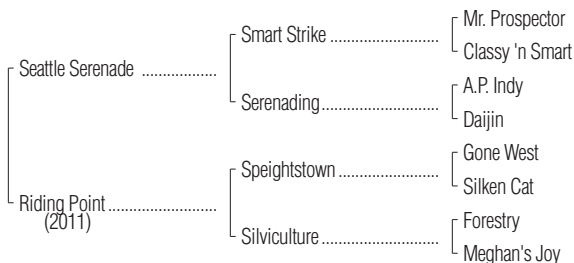 Mr. Prospector
Smart Strike ....................
Classy 'n Smart
Seattle Serenade .................
A.P. Indy
Serenading.......................
Daijin
Gone West
Speightstown ....................
Silken Cat
Riding Point........................
(2011)
Forestry
Silviculture ........................
Meghan's Joy